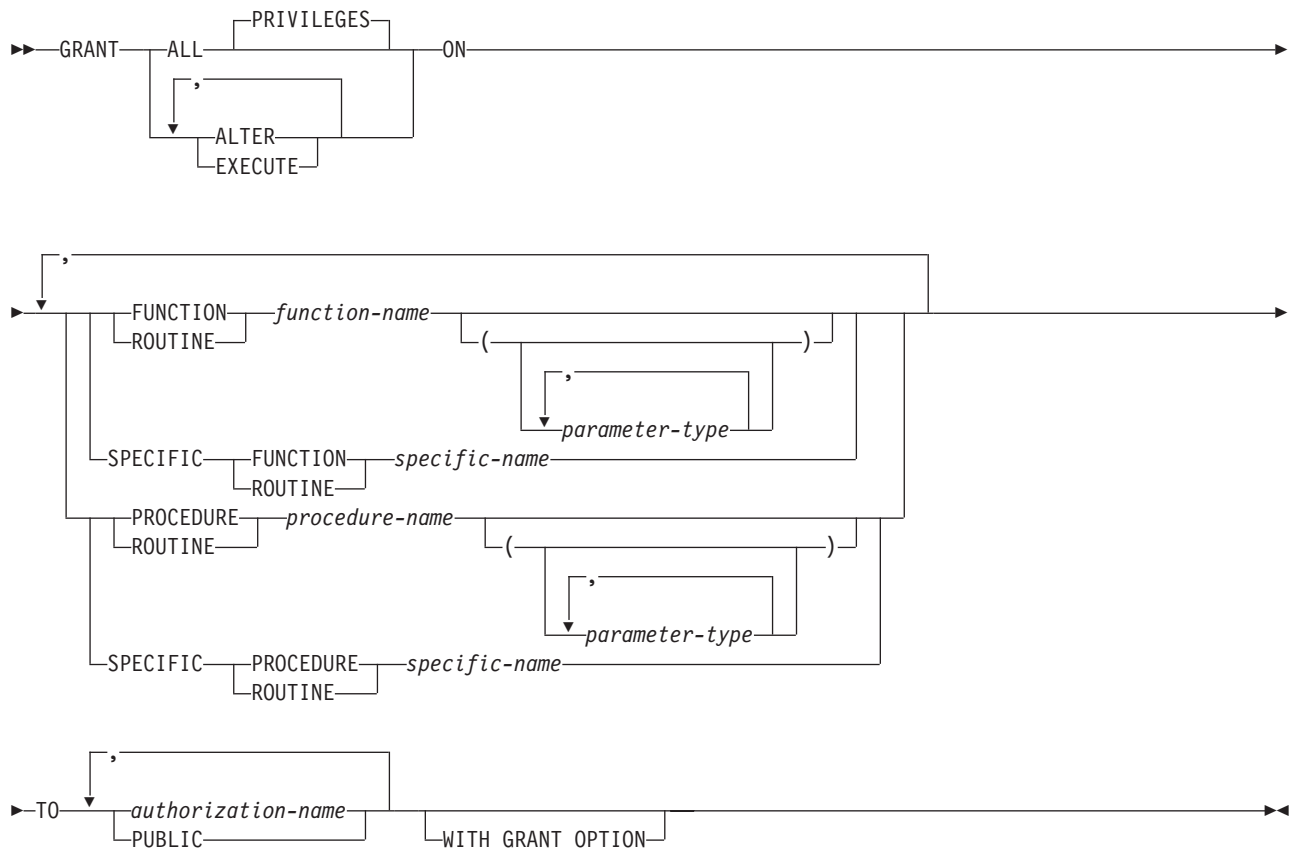 PRIVILEGES
GRANT ALL ON
,
ALTER
EXECUTE
,
FUNCTION function-name
ROUTINE ( )
,
parameter-type
SPECIFIC FUNCTION specific-name
ROUTINE
PROCEDURE procedure-name
ROUTINE ( )
,
parameter-type
SPECIFIC PROCEDURE specific-name
ROUTINE
,
TO authorization-name
PUBLIC WITH GRANT OPTION